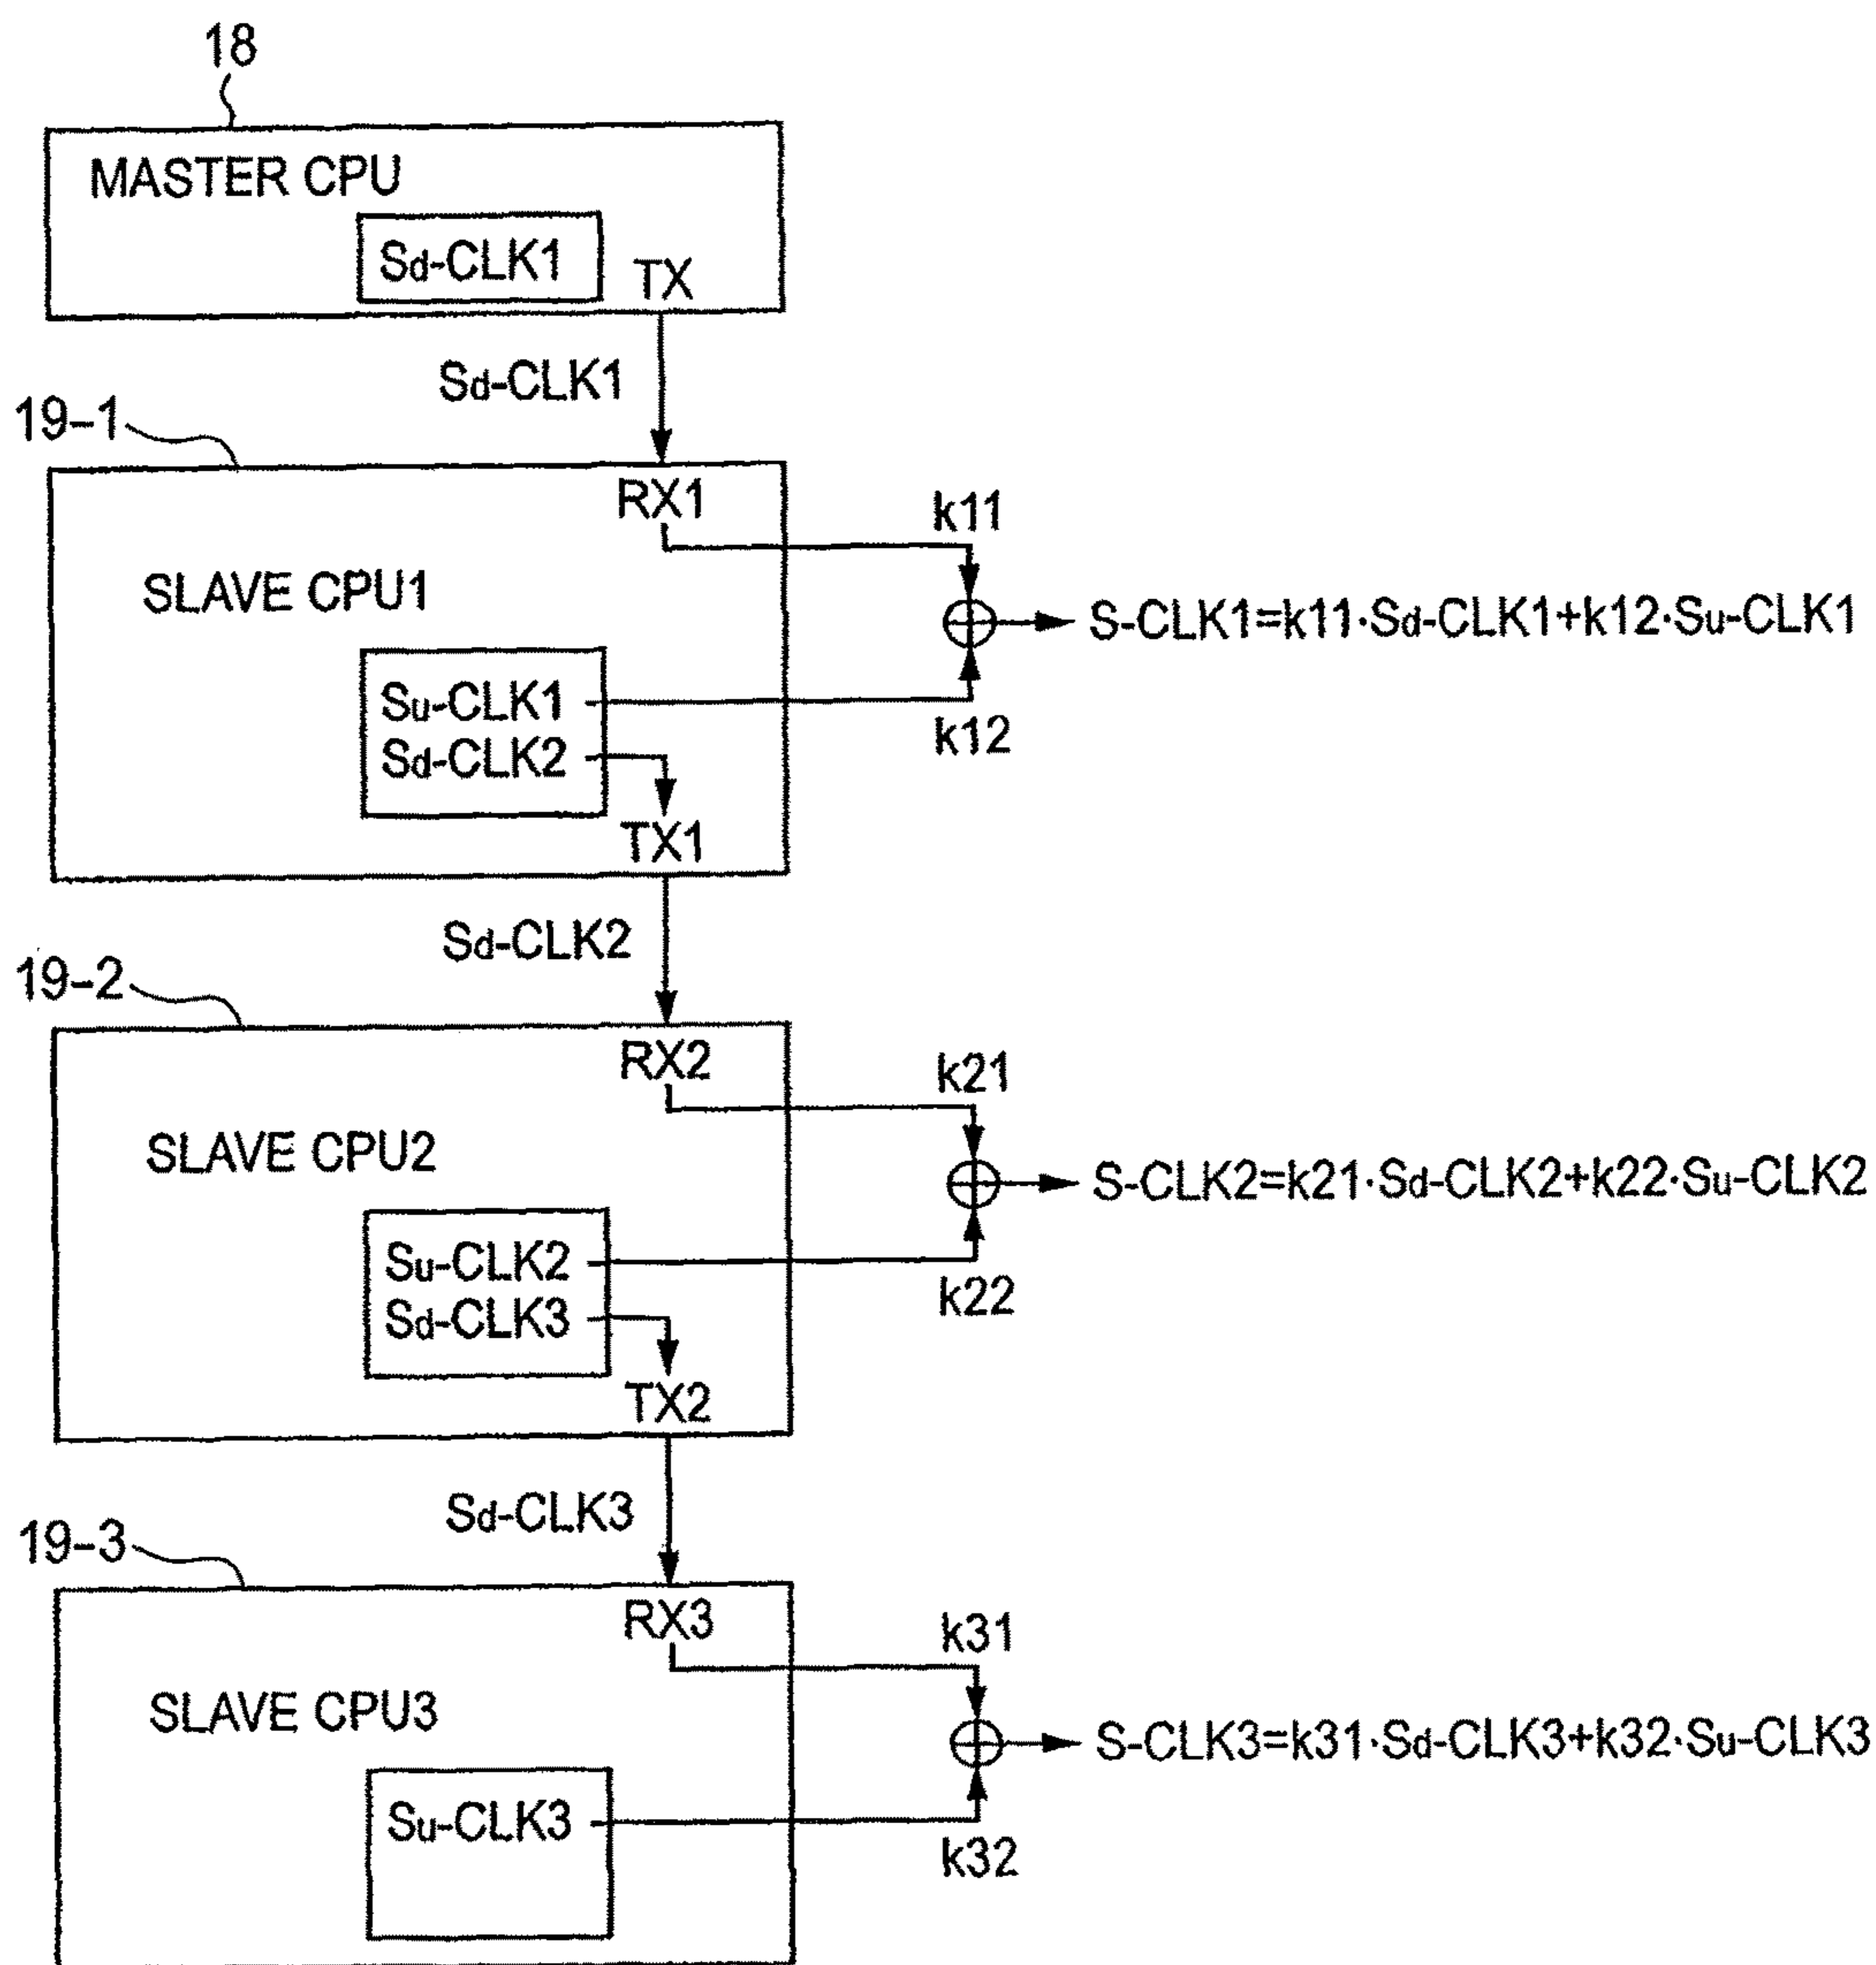 18
MASTER CPU
Sd-CLK1
TX
Sd-CLK1
19-1
RX1
k11
SLAVE CPU1
S-CLK1=k11·Sd-CLK1+k12·Su-CLK1
Su-CLK1
k12
Sd-CLK2
TX1
Sd-CLK2
19-2
RX2
k21
SLAVE CPU2
S-CLK2=k21·Sd-CLK2+k22·Su-CLK2
Su-CLK2
k22
Sd-CLK3
TX2
Sd-CLK3
19-3
RX3
k31
SLAVE CPU3
S-CLK3=k31·Sd-CLK3+k32·Su-CLK3
Su-CLK3
k32